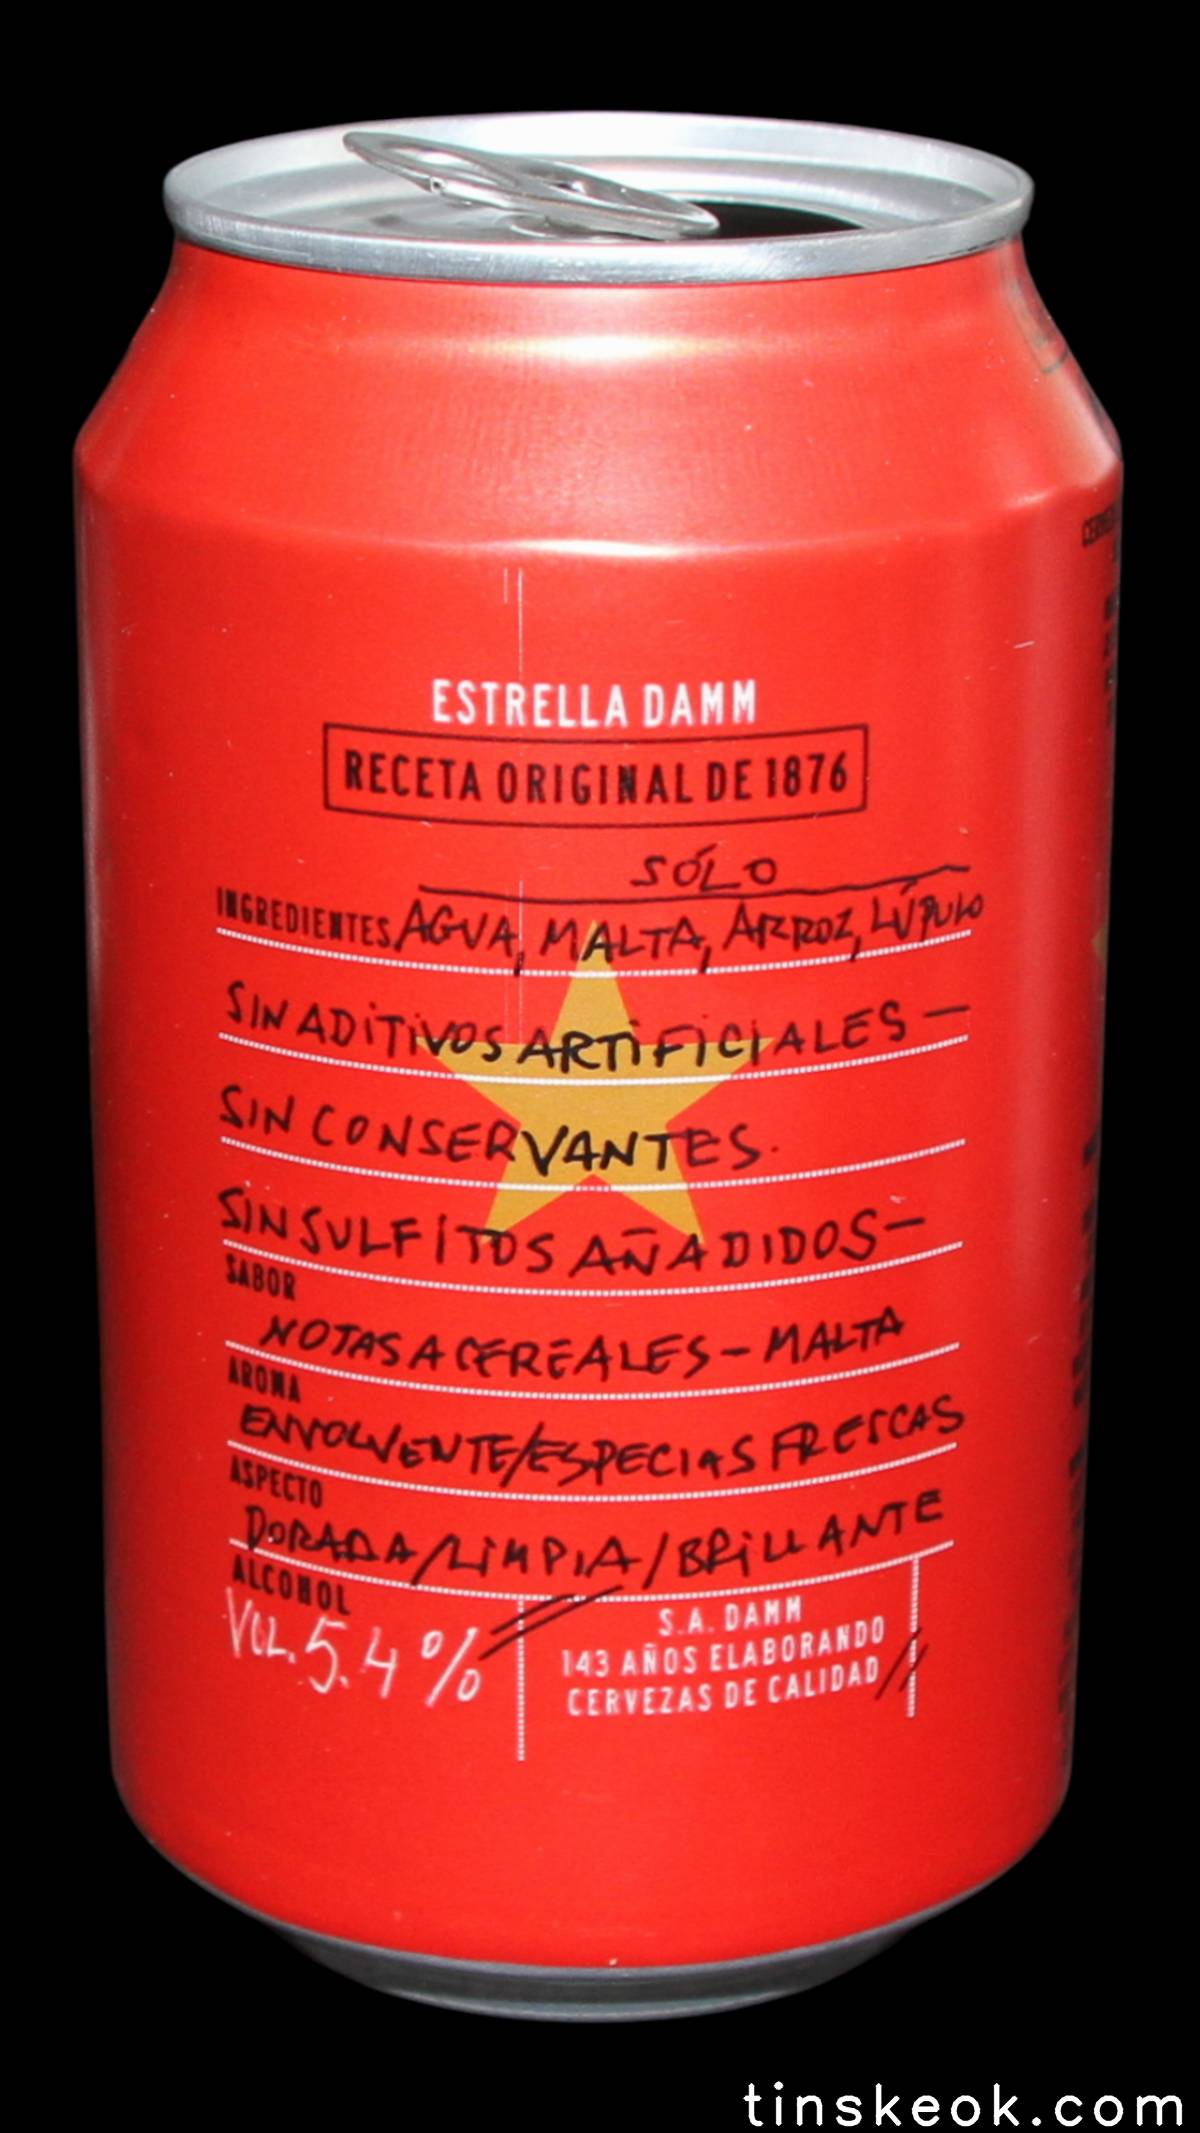 ESTRELLA DAMM
RECETA ORIGINAL DE 1876
SÓLO
INGREDIENTES AGUA, MALTA, ARROZ, LÚPULO
SIN ADITIVOS ARTIFICIALES —
SIN CONSERVANTES.
SIN SULFITOS AÑADIDOS —
SABOR
NOTAS A CEREALES - MALTA
AROMA
ENVOLVENTE/ESPECIAS FRESCAS
ASPECTO
DORADA/LIMPIA/BRILLANTE
ALCOHOL
VOL. 5.4 %
S.A. DAMM
143 AÑOS ELABORANDO
CERVEZAS DE CALIDAD //
tinskeok.com